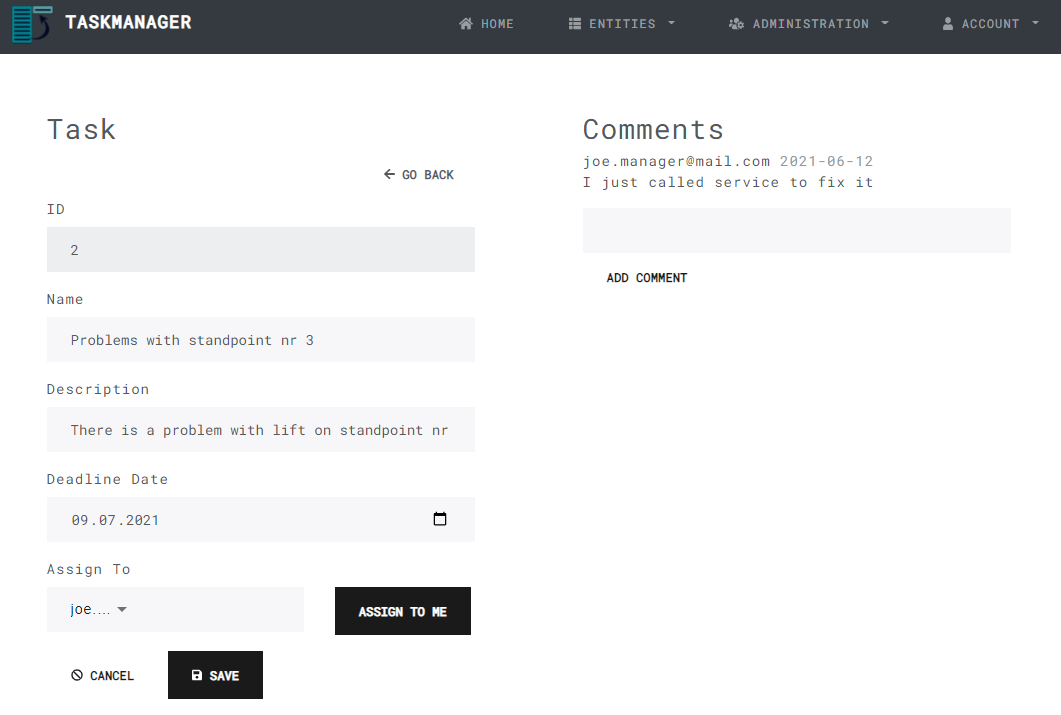 TASKMANAGER
HOME
ENTITIES
ADMINISTRATION
ACCOUNT
Task
GO BACK
ID
2
Name
Problems with standpoint nr 3
Description
There is a problem with lift on standpoint nr
Deadline Date
09.07.2021
Assign To
joe....
ASSIGN TO ME
CANCEL
SAVE
Comments
joe.manager@mail.com 2021-06-12
I just called service to fix it
ADD COMMENT